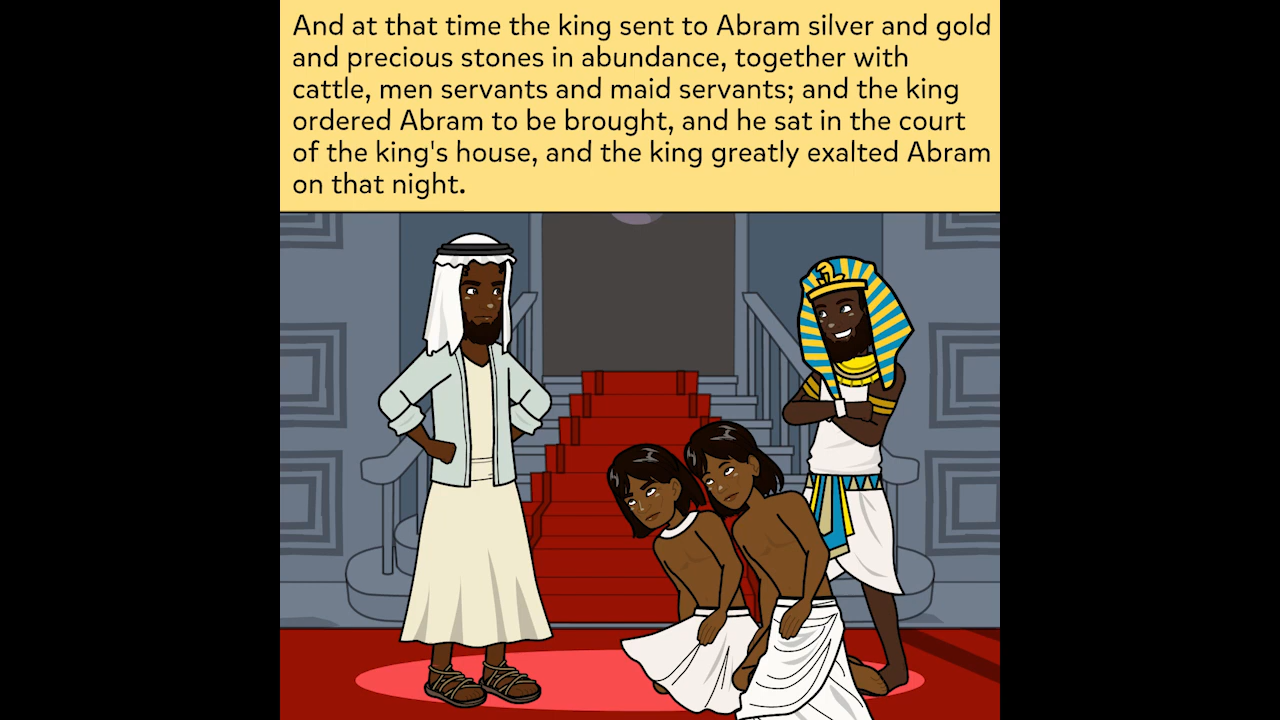 And at that time the king sent to Abram silver and gold
and precious stones in abundance, together with
cattle, men servants and maid servants; and the king
ordered Abram to be brought, and he sat in the court
of the king's house, and the king greatly exalted Abram
on that night.